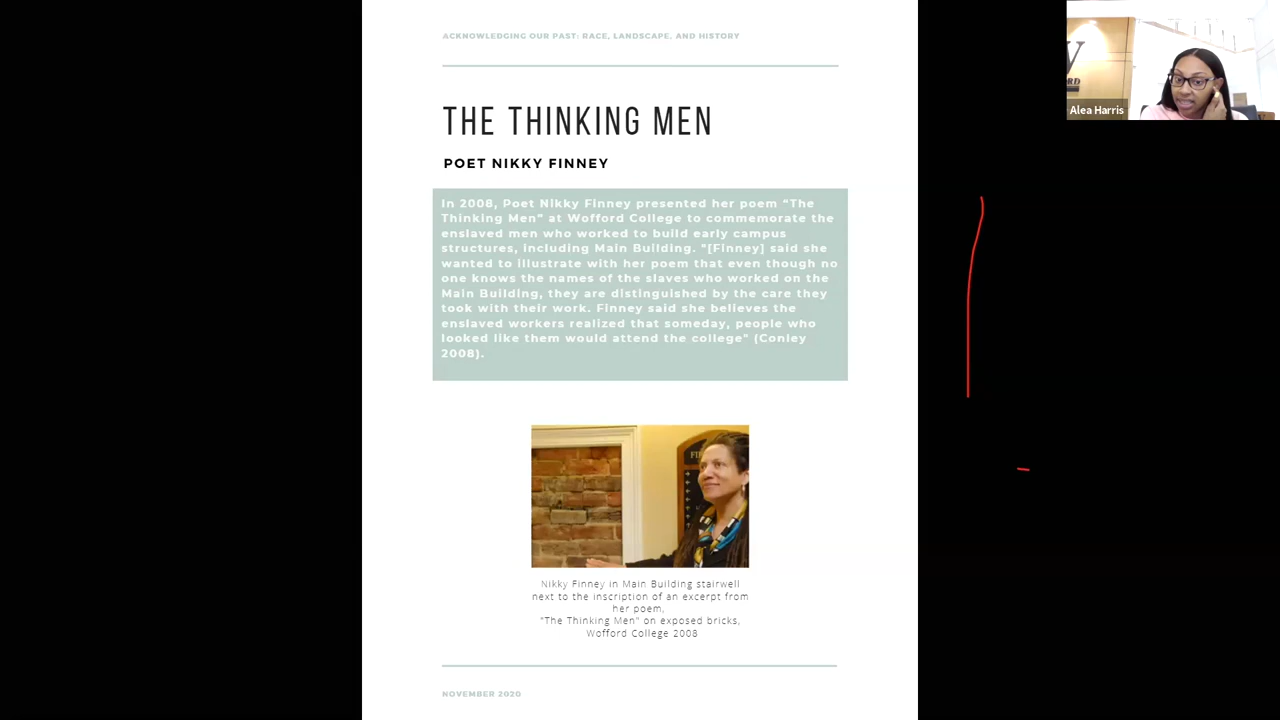 ACKNOWLEDGING OUR PAST: RACE, LANDSCAPE, AND HISTORY
THE THINKING MEN
POET NIKKY FINNEY
In 2008, Poet Nikky Finney presented her poem “The
Thinking Men” at Wofford College to commemorate the
enslaved men who worked to build early campus
structures, including Main Building. "[Finney] said she
wanted to illustrate with her poem that even though no
one knows the names of the slaves who worked on the
Main Building, they are distinguished by the care they
took with their work. Finney said she believes the
enslaved workers realized that someday, people who
looked like them would attend the college" (Conley
2008).
Nikky Finney in Main Building stairwell
next to the inscription of an excerpt from
her poem,
"The Thinking Men" on exposed bricks,
Wofford College 2008
NOVEMBER 2020
Alea Harris